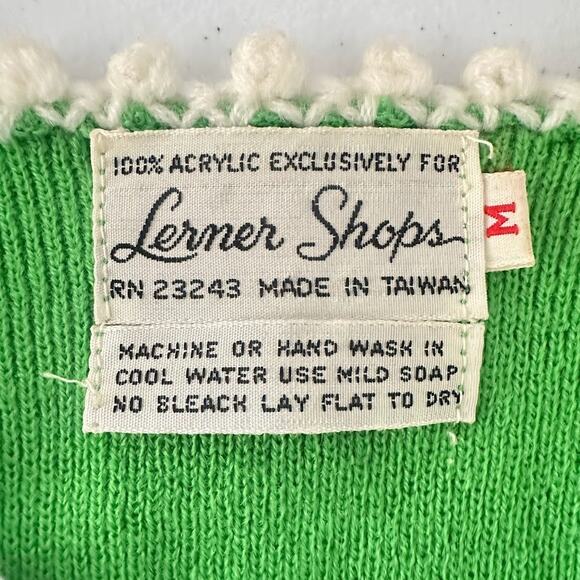 100% ACRYLIC EXCLUSIVELY FOR
Lerner Shops
M
RN 23243 MADE IN TAIWAN
MACHINE OR HAND WASH IN
COOL WATER USE MILD SOAP
NO BLEACH LAY FLAT TO DRY